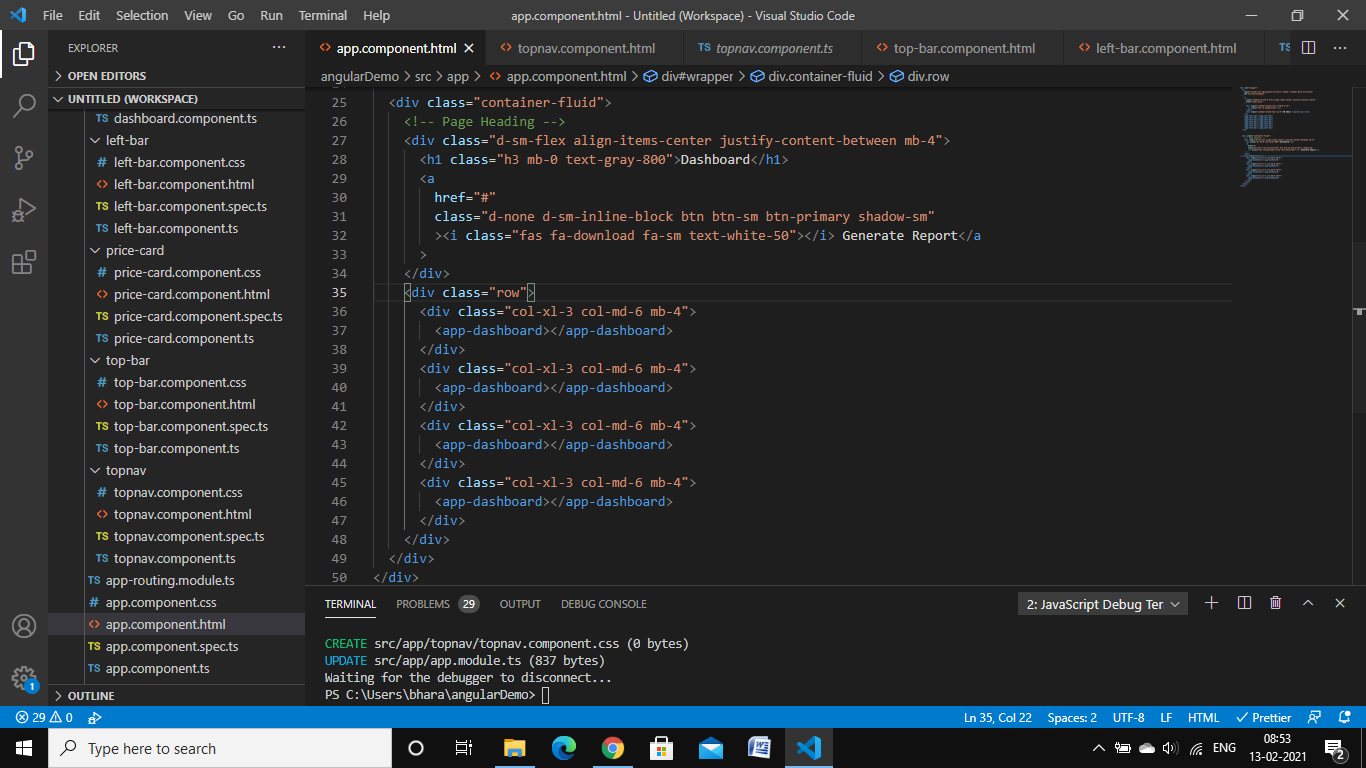 File Edit Selection View Go Run Terminal Help
app.component.html - Untitled (Workspace) - Visual Studio Code
EXPLORER
OPEN EDITORS
UNTITLED (WORKSPACE)
TS dashboard.component.ts
left-bar
# left-bar.component.css
<> left-bar.component.html
TS left-bar.component.spec.ts
TS left-bar.component.ts
price-card
# price-card.component.css
<> price-card.component.html
TS price-card.component.spec.ts
TS price-card.component.ts
top-bar
# top-bar.component.css
<> top-bar.component.html
TS top-bar.component.spec.ts
TS top-bar.component.ts
topnav
# topnav.component.css
<> topnav.component.html
TS topnav.component.spec.ts
TS topnav.component.ts
TS app-routing.module.ts
# app.component.css
<> app.component.html
TS app.component.spec.ts
TS app.component.ts
OUTLINE
<> app.component.html <> topnav.component.html TS topnav.component.ts <> top-bar.component.html <> left-bar.component.html TS
angularDemo > src > app > <> app.component.html > div#wrapper > div.container-fluid > div.row
25 <div class="container-fluid">
26 <!-- Page Heading -->
27 <div class="d-sm-flex align-items-center justify-content-between mb-4">
28 <h1 class="h3 mb-0 text-gray-800">Dashboard</h1>
29 <a
30 href="#"
31 class="d-none d-sm-inline-block btn btn-sm btn-primary shadow-sm"
32 ><i class="fas fa-download fa-sm text-white-50"></i> Generate Report</a
33 >
34 </div>
35 <div class="row">
36 <div class="col-xl-3 col-md-6 mb-4">
37 <app-dashboard></app-dashboard>
38 </div>
39 <div class="col-xl-3 col-md-6 mb-4">
40 <app-dashboard></app-dashboard>
41 </div>
42 <div class="col-xl-3 col-md-6 mb-4">
43 <app-dashboard></app-dashboard>
44 </div>
45 <div class="col-xl-3 col-md-6 mb-4">
46 <app-dashboard></app-dashboard>
47 </div>
48 </div>
49 </div>
50 </div>
TERMINAL PROBLEMS 29 OUTPUT DEBUG CONSOLE
2: JavaScript Debug Ter
CREATE src/app/topnav/topnav.component.css (0 bytes)
UPDATE src/app/app.module.ts (837 bytes)
Waiting for the debugger to disconnect...
PS C:\Users\bhara\angularDemo>
1
29 0
Ln 35, Col 22 Spaces: 2 UTF-8 LF HTML Prettier
Type here to search
W
ENG
08:53
13-02-2021
2